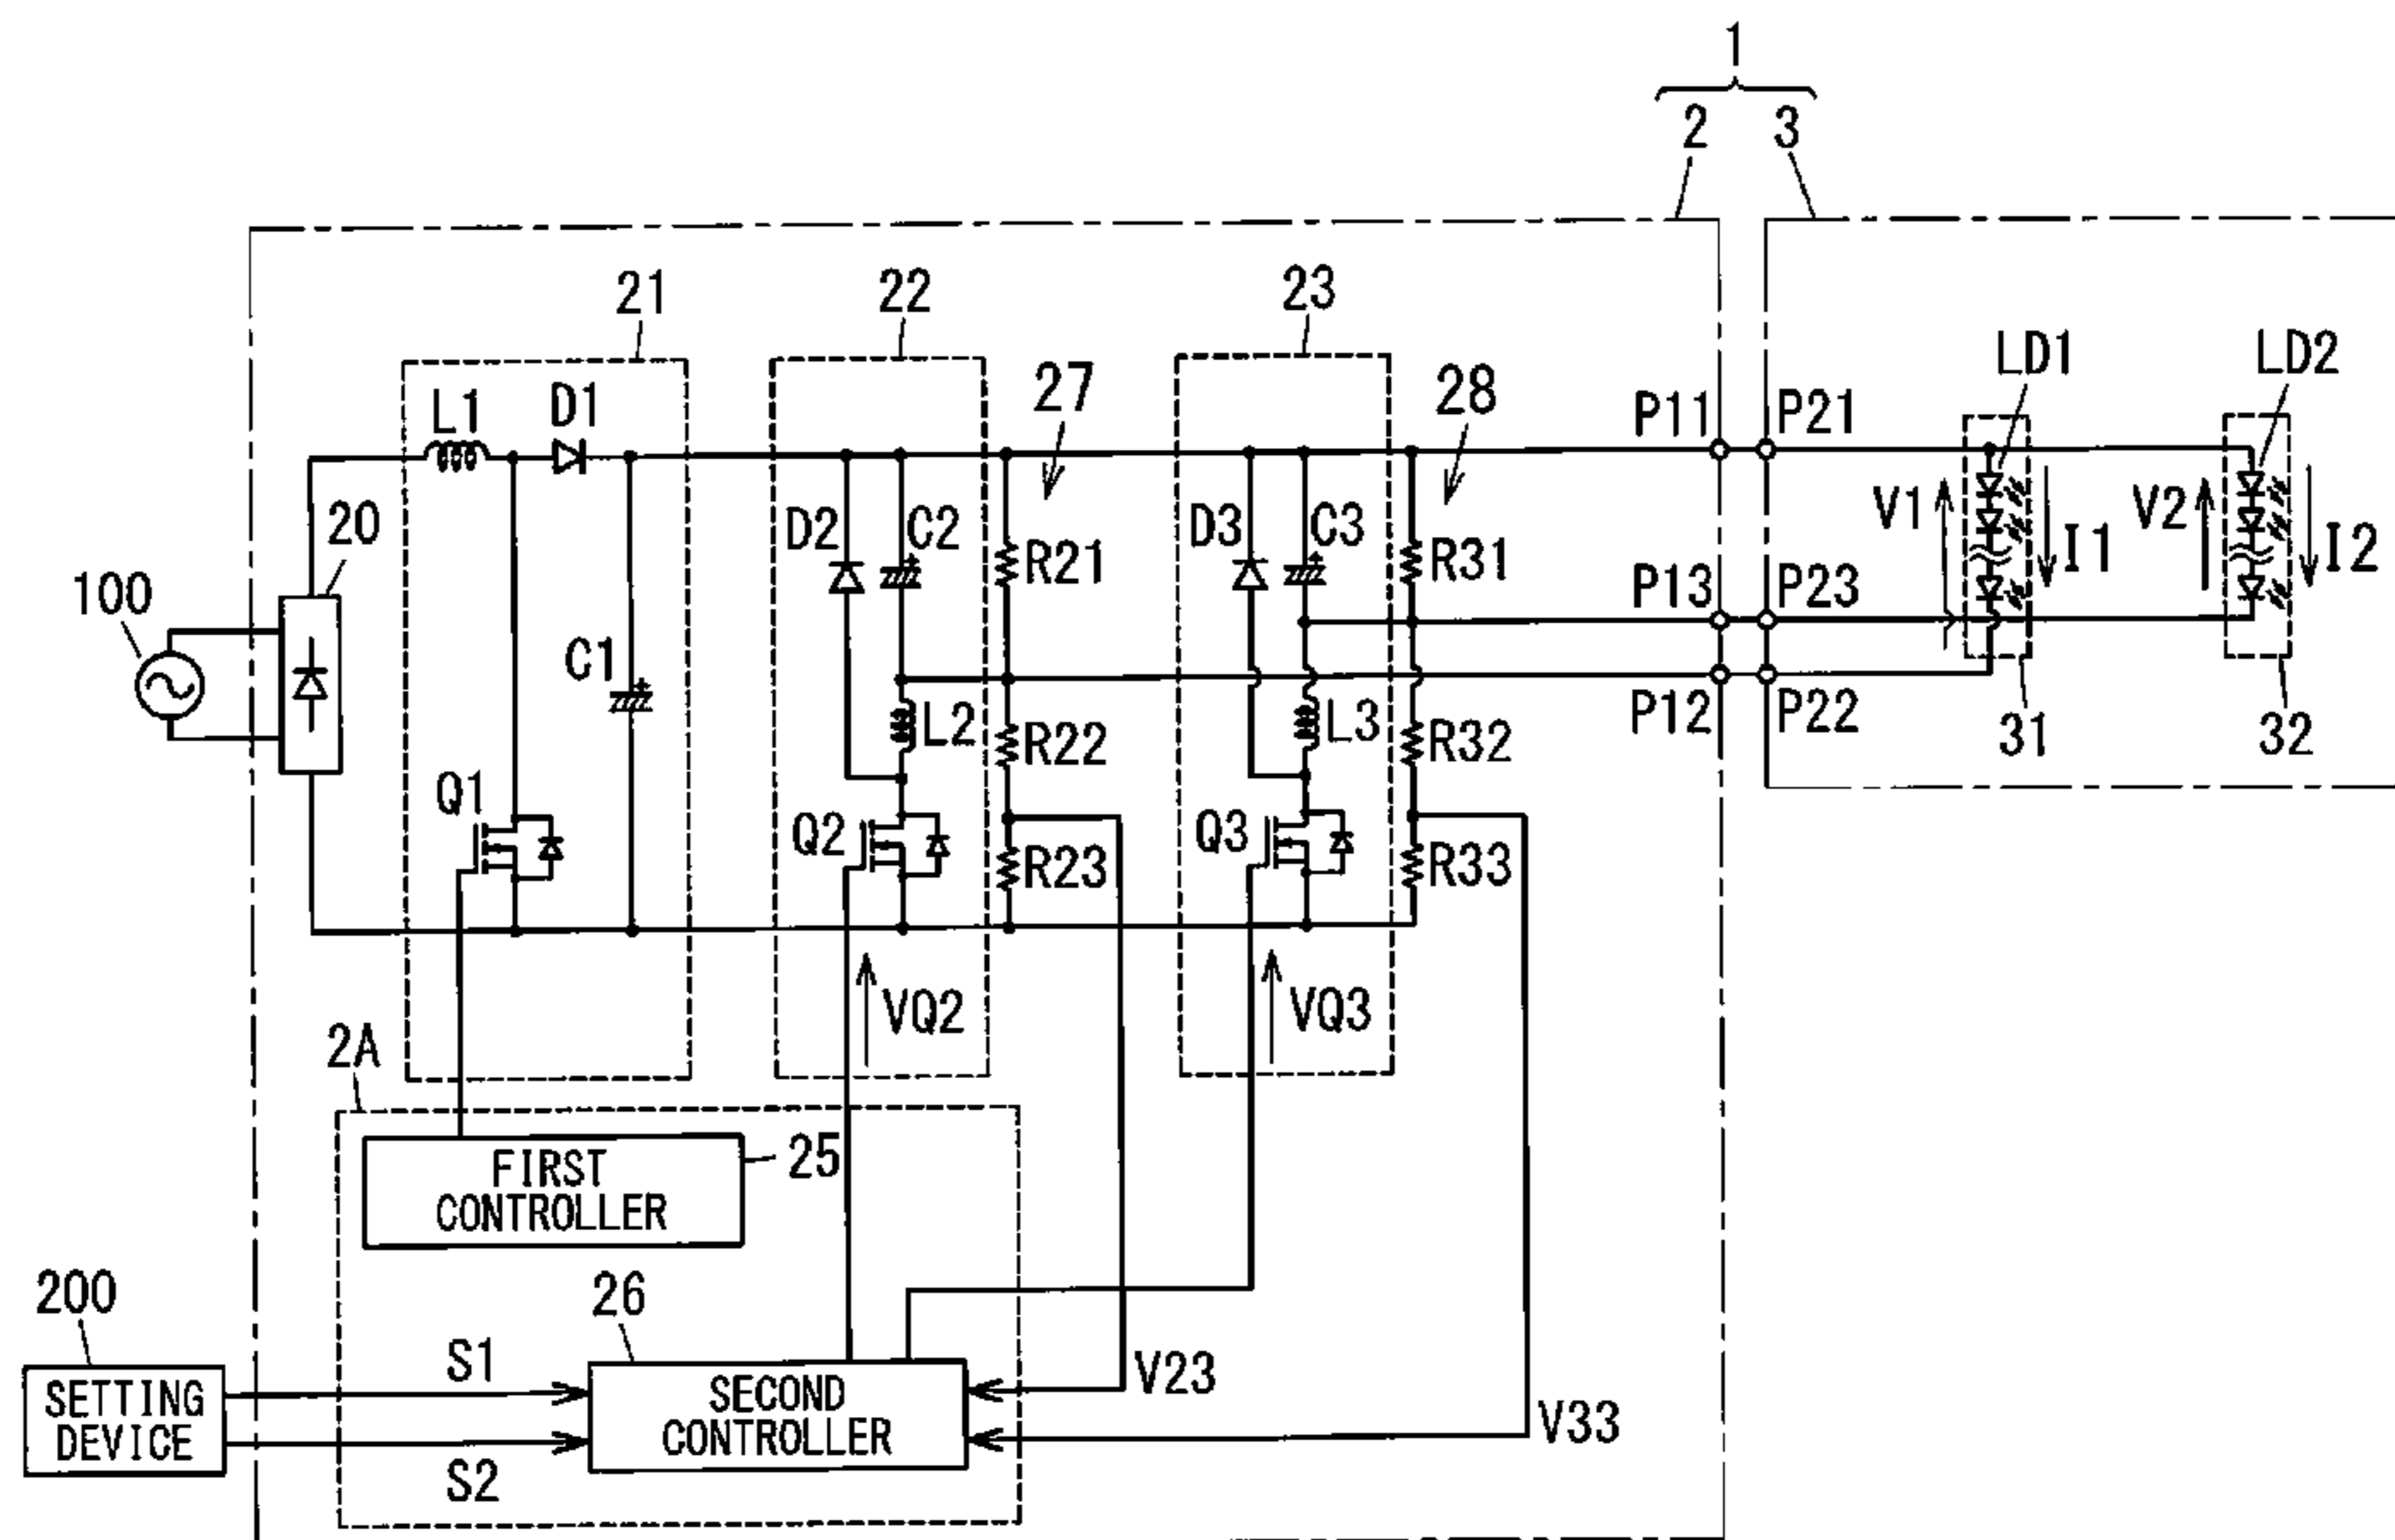 1
2 3
21 22 23
27 28
LD1 LD2
L1 D1
P11 P21
20
D2 C2 R21
D3 C3 R31
V1 I1 V2 I2
100
C1
P13 P23
L2 L3
P12 P22
31 32
Q1 Q2 R22 Q3 R32
R23 R33
VQ2 VQ3
2A
FIRST
CONTROLLER
25
200
26
S1
SETTING
DEVICE
SECOND
CONTROLLER
V23
V33
S2